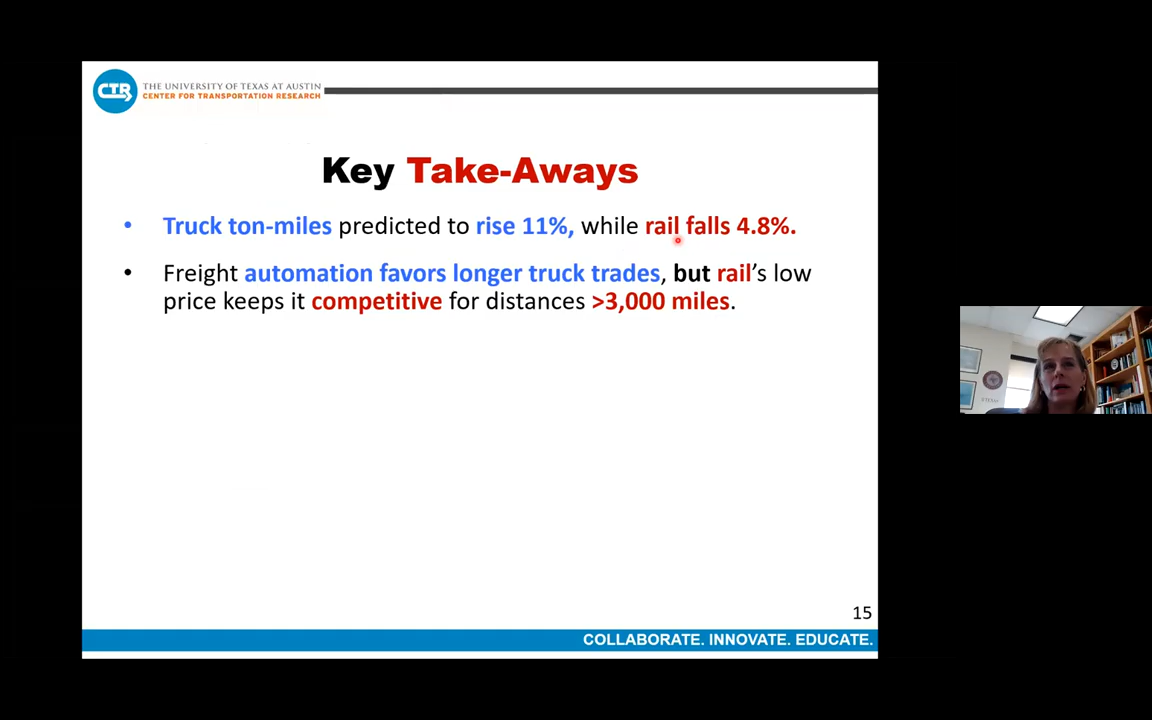 CTR
THE UNIVERSITY OF TEXAS AT AUSTIN
CENTER FOR TRANSPORTATION RESEARCH
Key Take-Aways
• Truck ton-miles predicted to rise 11%, while rail falls 4.8%.
• Freight automation favors longer truck trades, but rail’s low
price keeps it competitive for distances >3,000 miles.
15
COLLABORATE. INNOVATE. EDUCATE.